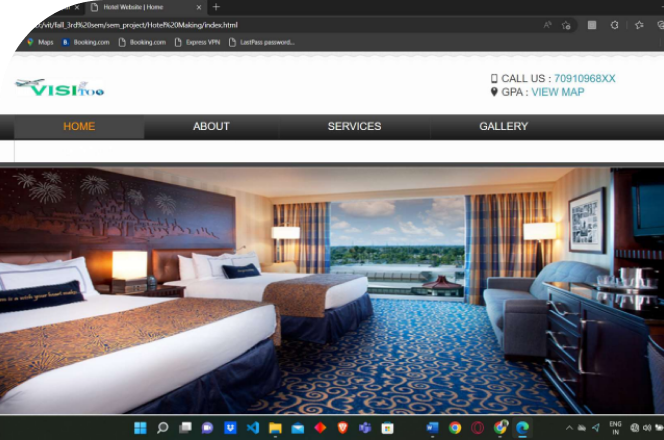 Hotel Website | Home
/vit/fall_3rd%20sem/sem_project/Hotel%20Making/index.html
Maps
Booking.com
Booking.com
Express VPN
LastPass password...
VISITOO
CALL US : 70910968XX
GPA : VIEW MAP
HOME
ABOUT
SERVICES
GALLERY
ENG
IN